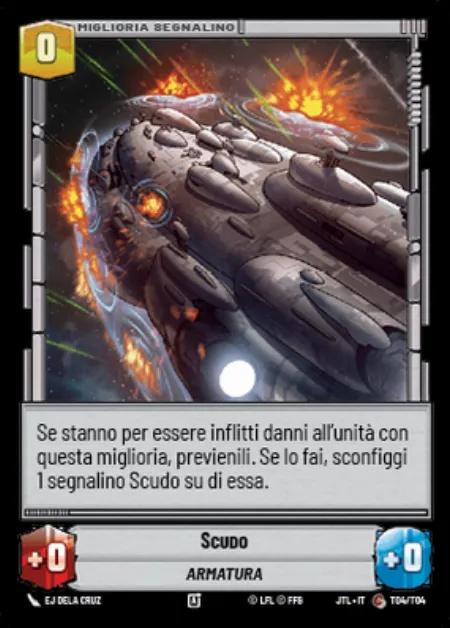 MIGLIORIA SEGNALINO
0
Se stanno per essere inflitti danni all'unità con
questa miglioria, previenili. Se lo fai, sconfiggi
1 segnalino Scudo su di essa.
+0
SCUDO
+0
ARMATURA
EJ DELA CRUZ
A
© LFL © FFG
JTL • IT
T04/T04